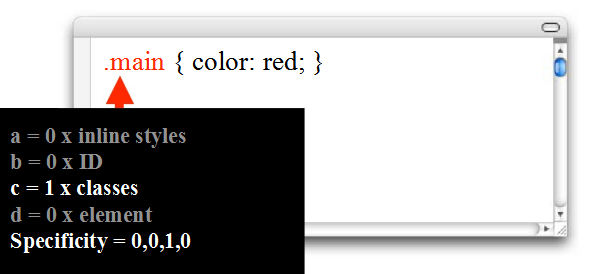 .main { color: red; }
a = 0 x inline styles
b = 0 x ID
c = 1 x classes
d = 0 x element
Specificity = 0,0,1,0